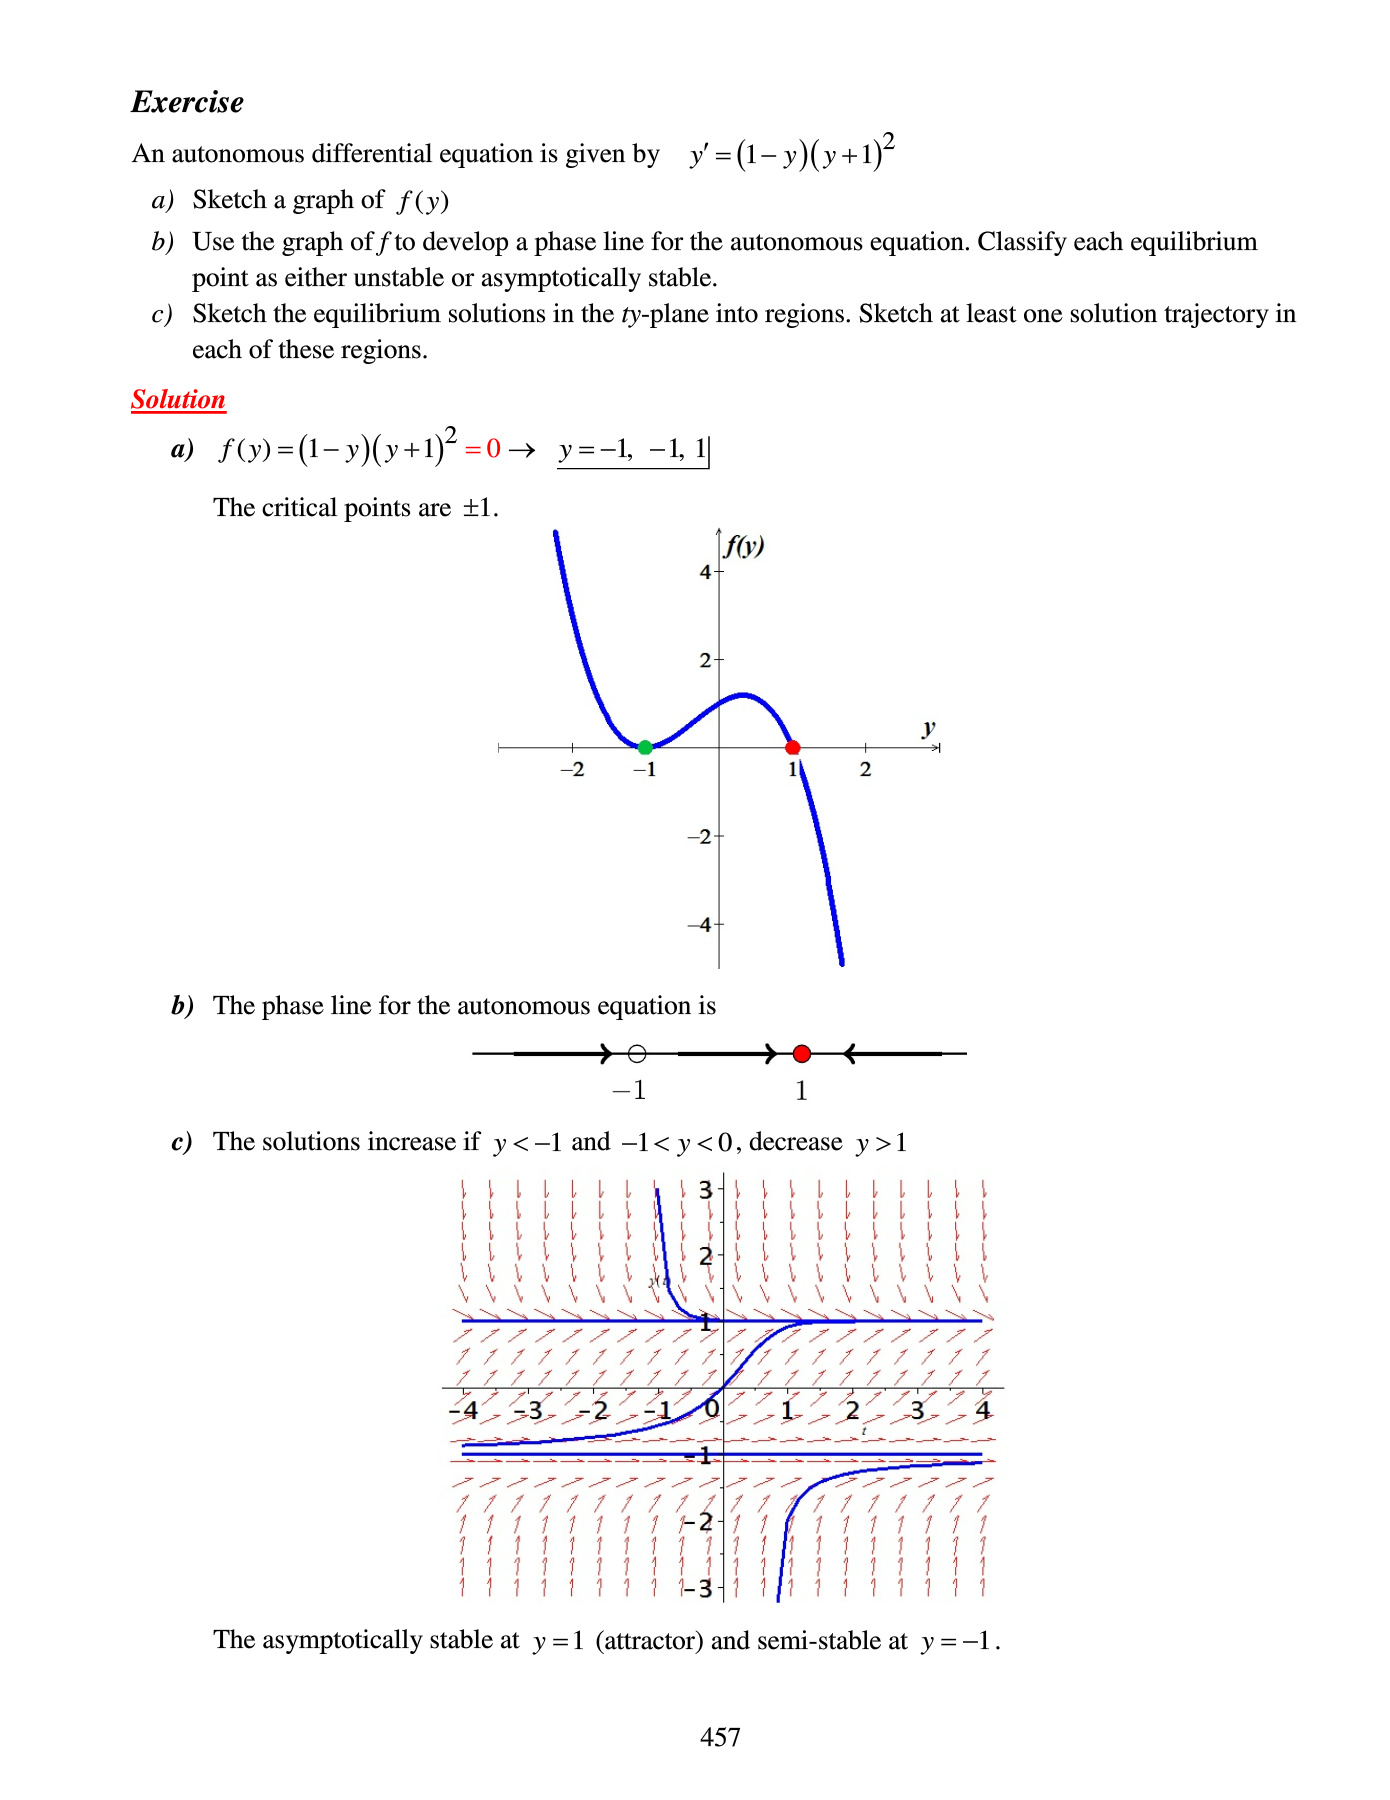 Exercise
An autonomous differential equation is given by y′ = (1 − y)(y + 1)²
a) Sketch a graph of f(y)
b) Use the graph of f to develop a phase line for the autonomous equation. Classify each equilibrium
point as either unstable or asymptotically stable.
c) Sketch the equilibrium solutions in the ty-plane into regions. Sketch at least one solution trajectory in
each of these regions.
Solution
a) f(y) = (1 − y)(y + 1)² = 0 → y = −1, −1, 1
The critical points are ±1.
f(y)
4
2
y
−2 −1 1 2
−2
−4
b) The phase line for the autonomous equation is
−1 1
c) The solutions increase if y < −1 and −1 < y < 0, decrease y > 1
3
2
y(t)
1
-4 -3 -2 -1 0 1 2 3 4
t
-1
-2
-3
The asymptotically stable at y = 1 (attractor) and semi-stable at y = −1.
457